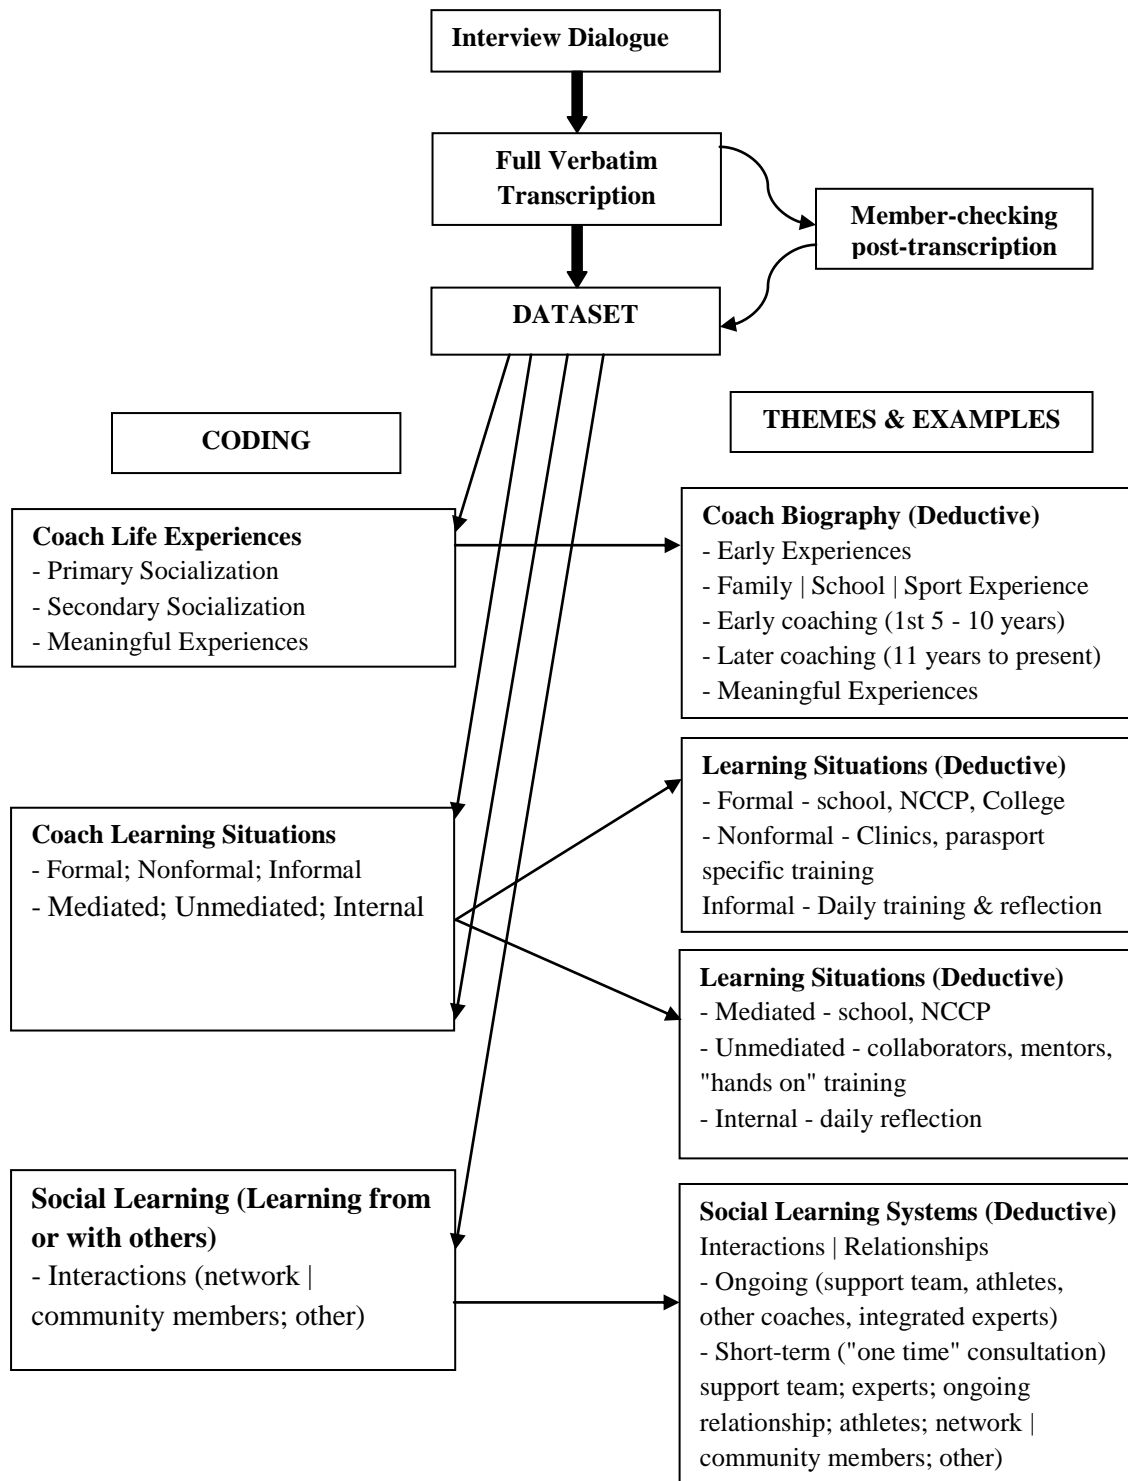 Interview Dialogue
Full Verbatim
Transcription
Member-checking
post-transcription
DATASET
CODING
THEMES & EXAMPLES
Coach Life Experiences
- Primary Socialization
- Secondary Socialization
- Meaningful Experiences
Coach Biography (Deductive)
- Early Experiences
- Family | School | Sport Experience
- Early coaching (1st 5 - 10 years)
- Later coaching (11 years to present)
- Meaningful Experiences
Coach Learning Situations
- Formal; Nonformal; Informal
- Mediated; Unmediated; Internal
Learning Situations (Deductive)
- Formal - school, NCCP, College
- Nonformal - Clinics, parasport
specific training
Informal - Daily training & reflection
Learning Situations (Deductive)
- Mediated - school, NCCP
- Unmediated - collaborators, mentors,
"hands on" training
- Internal - daily reflection
Social Learning (Learning from
or with others)
- Interactions (network |
community members; other)
Social Learning Systems (Deductive)
Interactions | Relationships
- Ongoing (support team, athletes,
other coaches, integrated experts)
- Short-term ("one time" consultation)
support team; experts; ongoing
relationship; athletes; network |
community members; other)